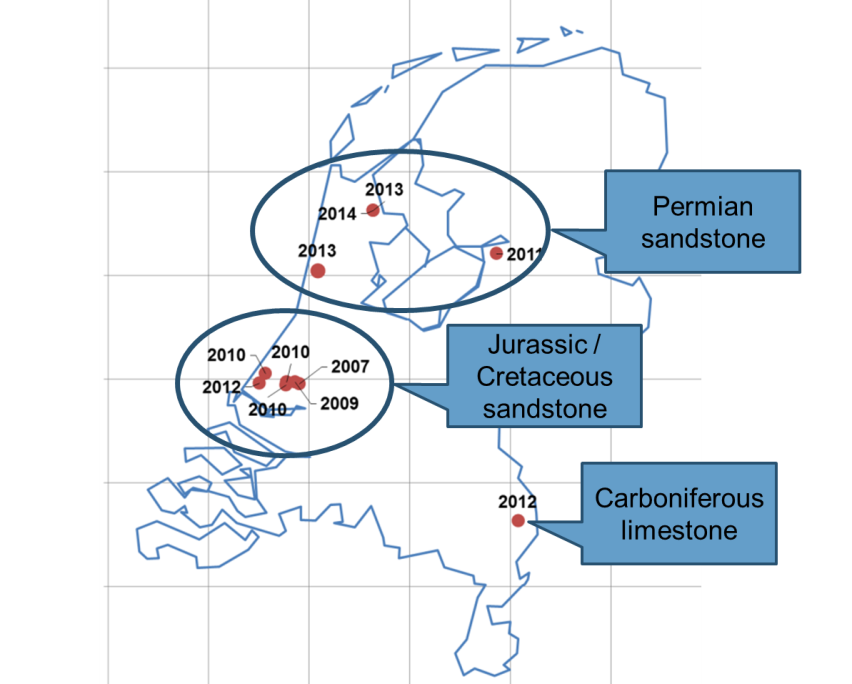 2013
2014
2013
2011
Permian
sandstone
2010
2010
2007
2012
2010
2009
Jurassic /
Cretaceous
sandstone
2012
Carboniferous
limestone